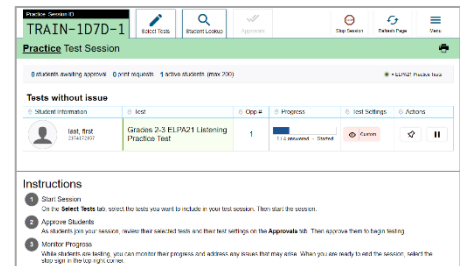 Practice Session ID
TRAIN-1D7D-1
Select Tests
Student Lookup
Approvals
Stop Session
Refresh Page
Menu
Practice Test Session
0 students awaiting approval 0 print requests 1 active students (max 200)
= ELPA21 Practice Tests
Tests without issue
Student Information
Test
Opp #
Progress
Test Settings
Actions
last, first
Grades 2-3 ELPA21 Listening
Practice Test
1
answered - Started
Custom
Instructions
1 Start Session
On the Select Tests tab, select the tests you want to include in your test session. Then start the session.
2 Approve Students
As students join your session, review their selected tests and their test settings on the Approvals tab. Then approve them to begin testing.
3 Monitor Progress
While students are testing, you can monitor their progress and address any issues that may arise. When you are ready to end the session, select the
stop sign in the top right corner.